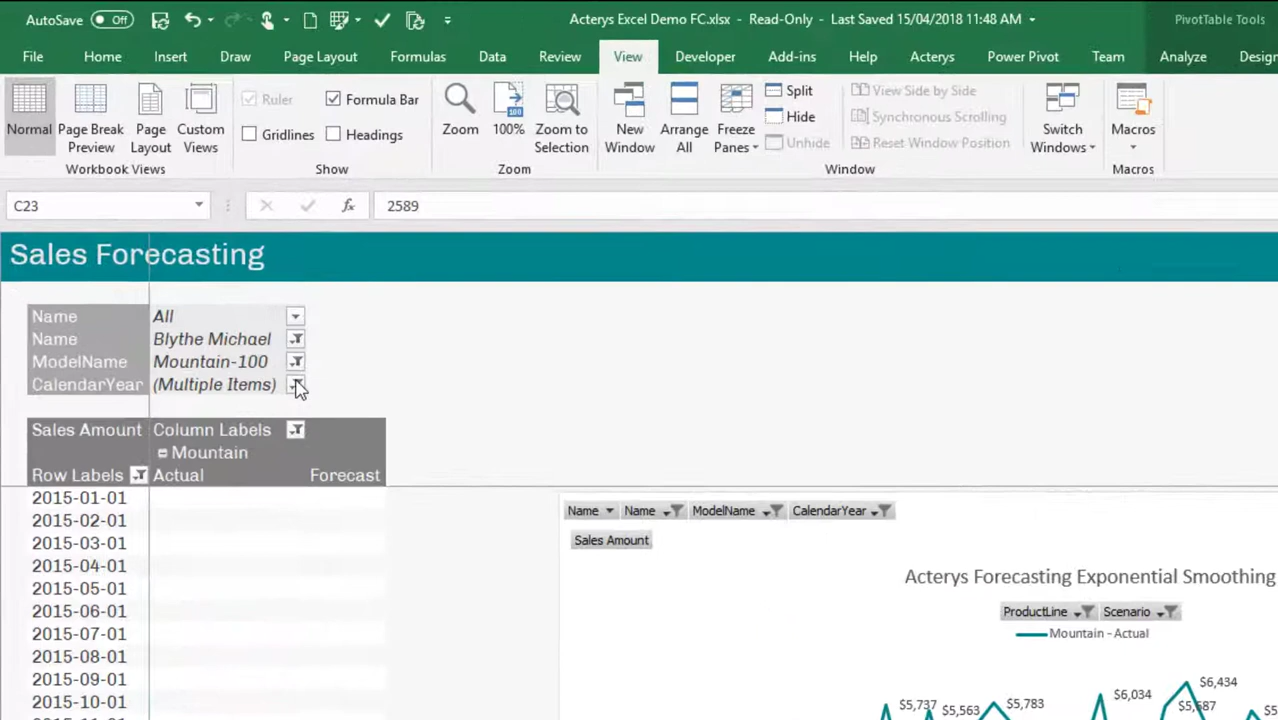 AutoSave Off Acterys Excel Demo FC.xlsx - Read-Only - Last Saved 15/04/2018 11:48 AM PivotTable Tools
File Home Insert Draw Page Layout Formulas Data Review View Developer Add-ins Help Acterys Power Pivot Team Analyze Design
Normal Page Break Preview Page Layout Custom Views
Workbook Views
Ruler Formula Bar
Gridlines Headings
Show
Zoom 100% Zoom to Selection
Zoom
New Window Arrange All Freeze Panes
Split
Hide
Unhide
View Side by Side
Synchronous Scrolling
Reset Window Position
Window
Switch Windows
Macros
Macros
C23 fx 2589
Sales Forecasting
Name All
Name Blythe Michael
ModelName Mountain-100
CalendarYear (Multiple Items)
Sales Amount Column Labels
Mountain
Row Labels Actual Forecast
2015-01-01
2015-02-01
2015-03-01
2015-04-01
2015-05-01
2015-06-01
2015-07-01
2015-08-01
2015-09-01
2015-10-01
Name Name ModelName CalendarYear
Sales Amount
Acterys Forecasting Exponential Smoothing
ProductLine Scenario
Mountain - Actual
$5,737 $5,563 $5,783 $6,034 $6,434